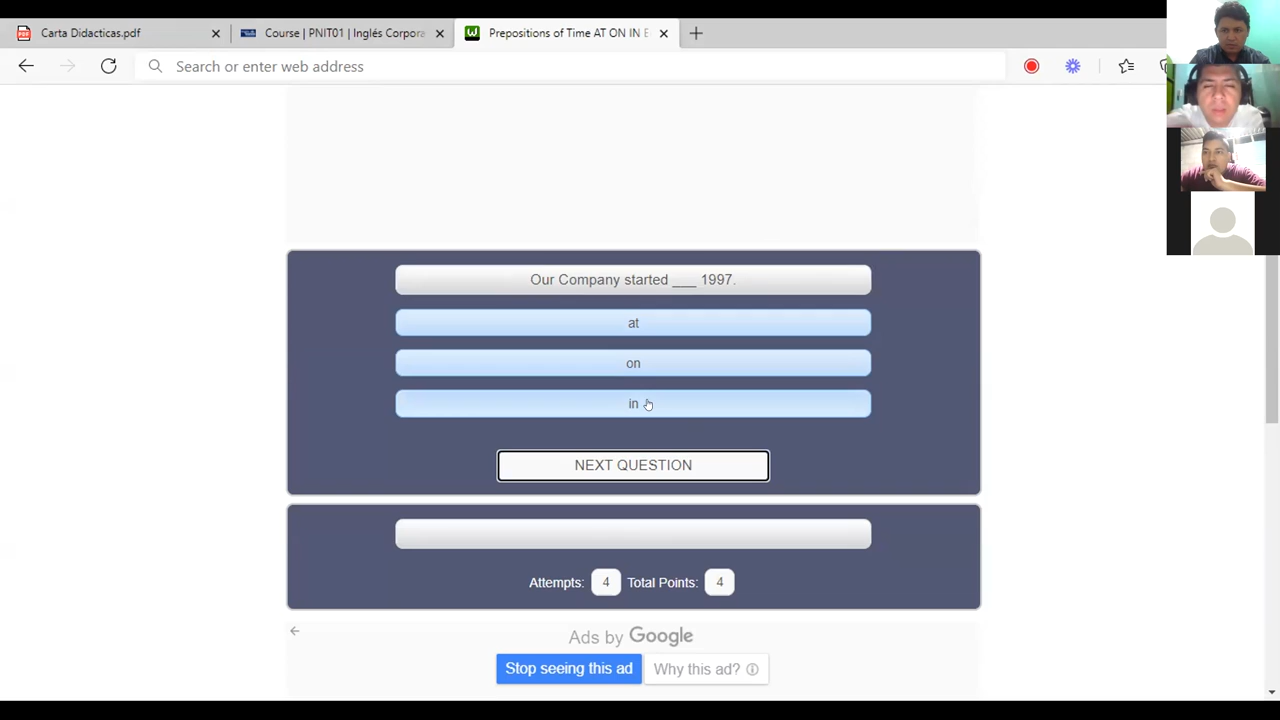 Carta Didacticas.pdf
Course | PNIT01 | Inglés Corpora
Prepositions of Time AT ON IN E
Search or enter web address
Our Company started ___ 1997.
at
on
in
NEXT QUESTION
Attempts: 4 Total Points: 4
Ads by Google
Stop seeing this ad Why this ad?